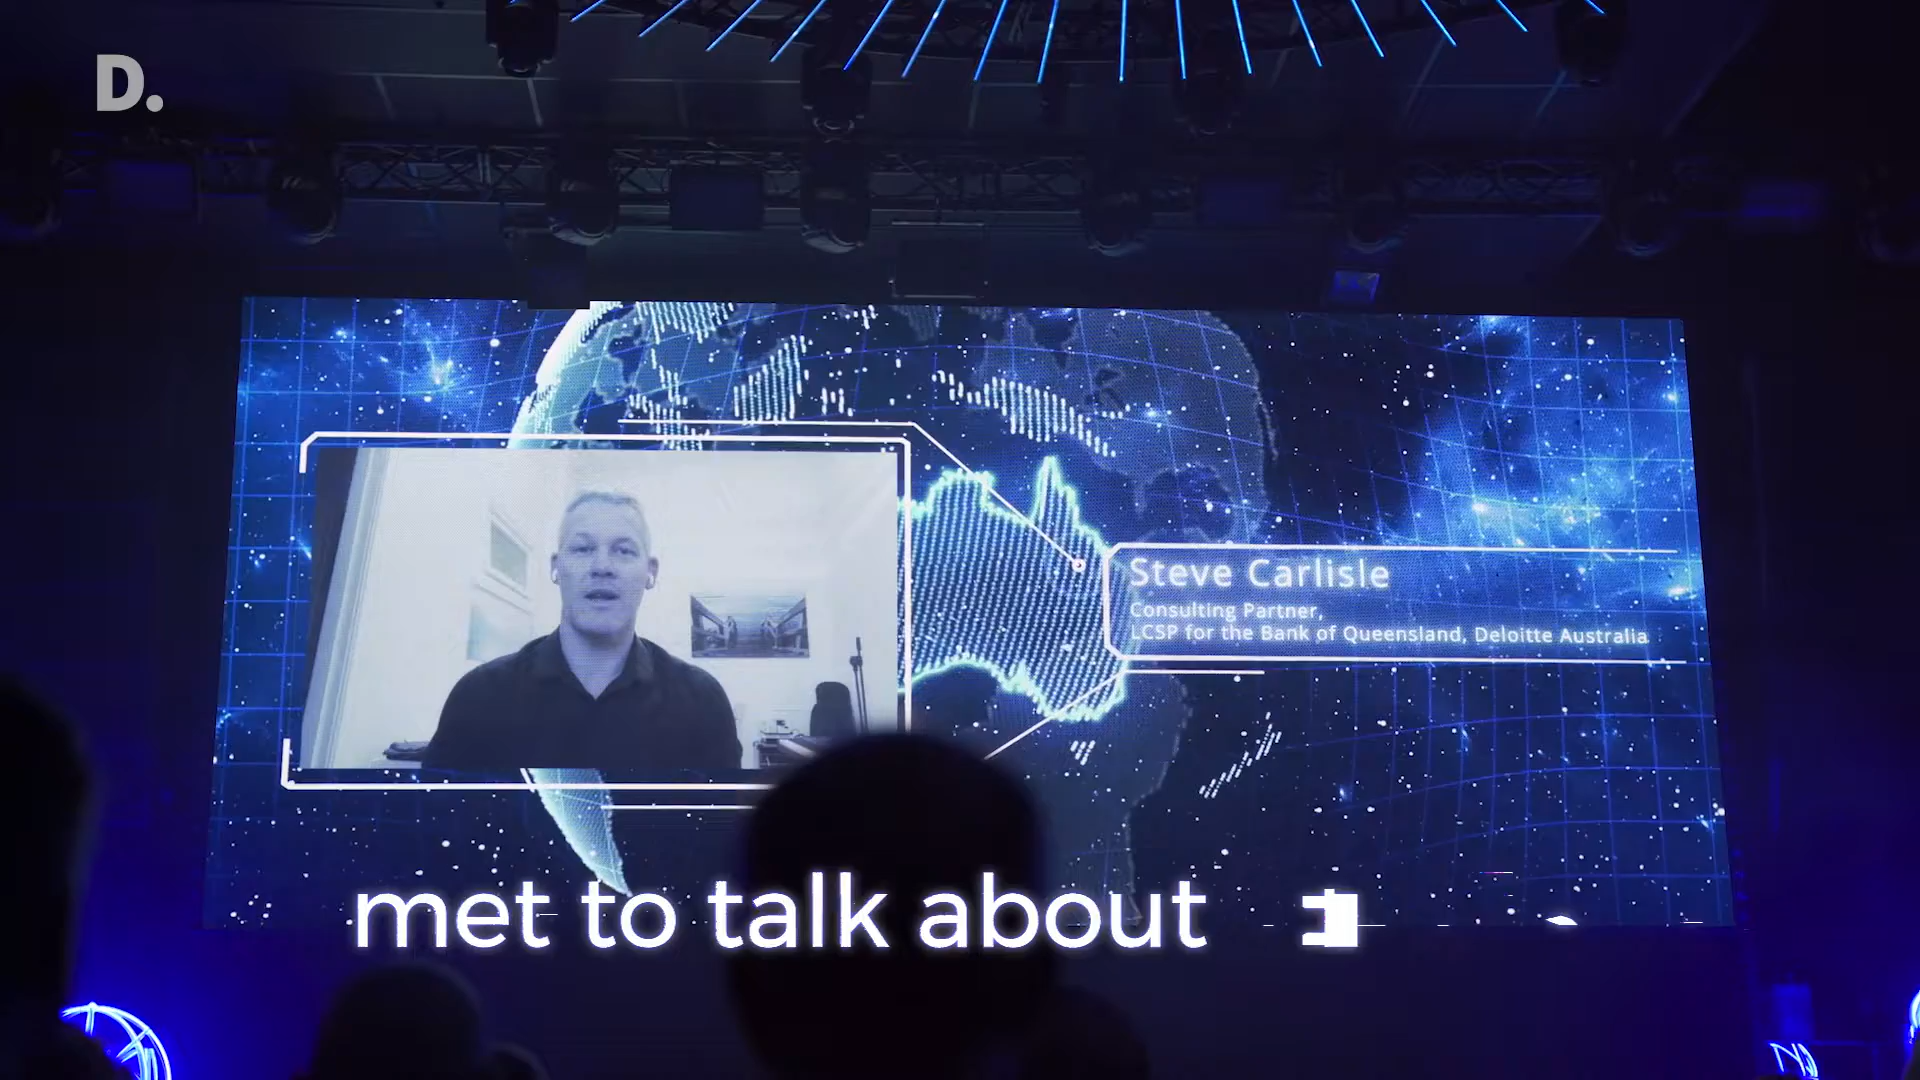 D.
Steve Carlisle
Consulting Partner,
LCSP for the Bank of Queensland, Deloitte Australia
met to talk about